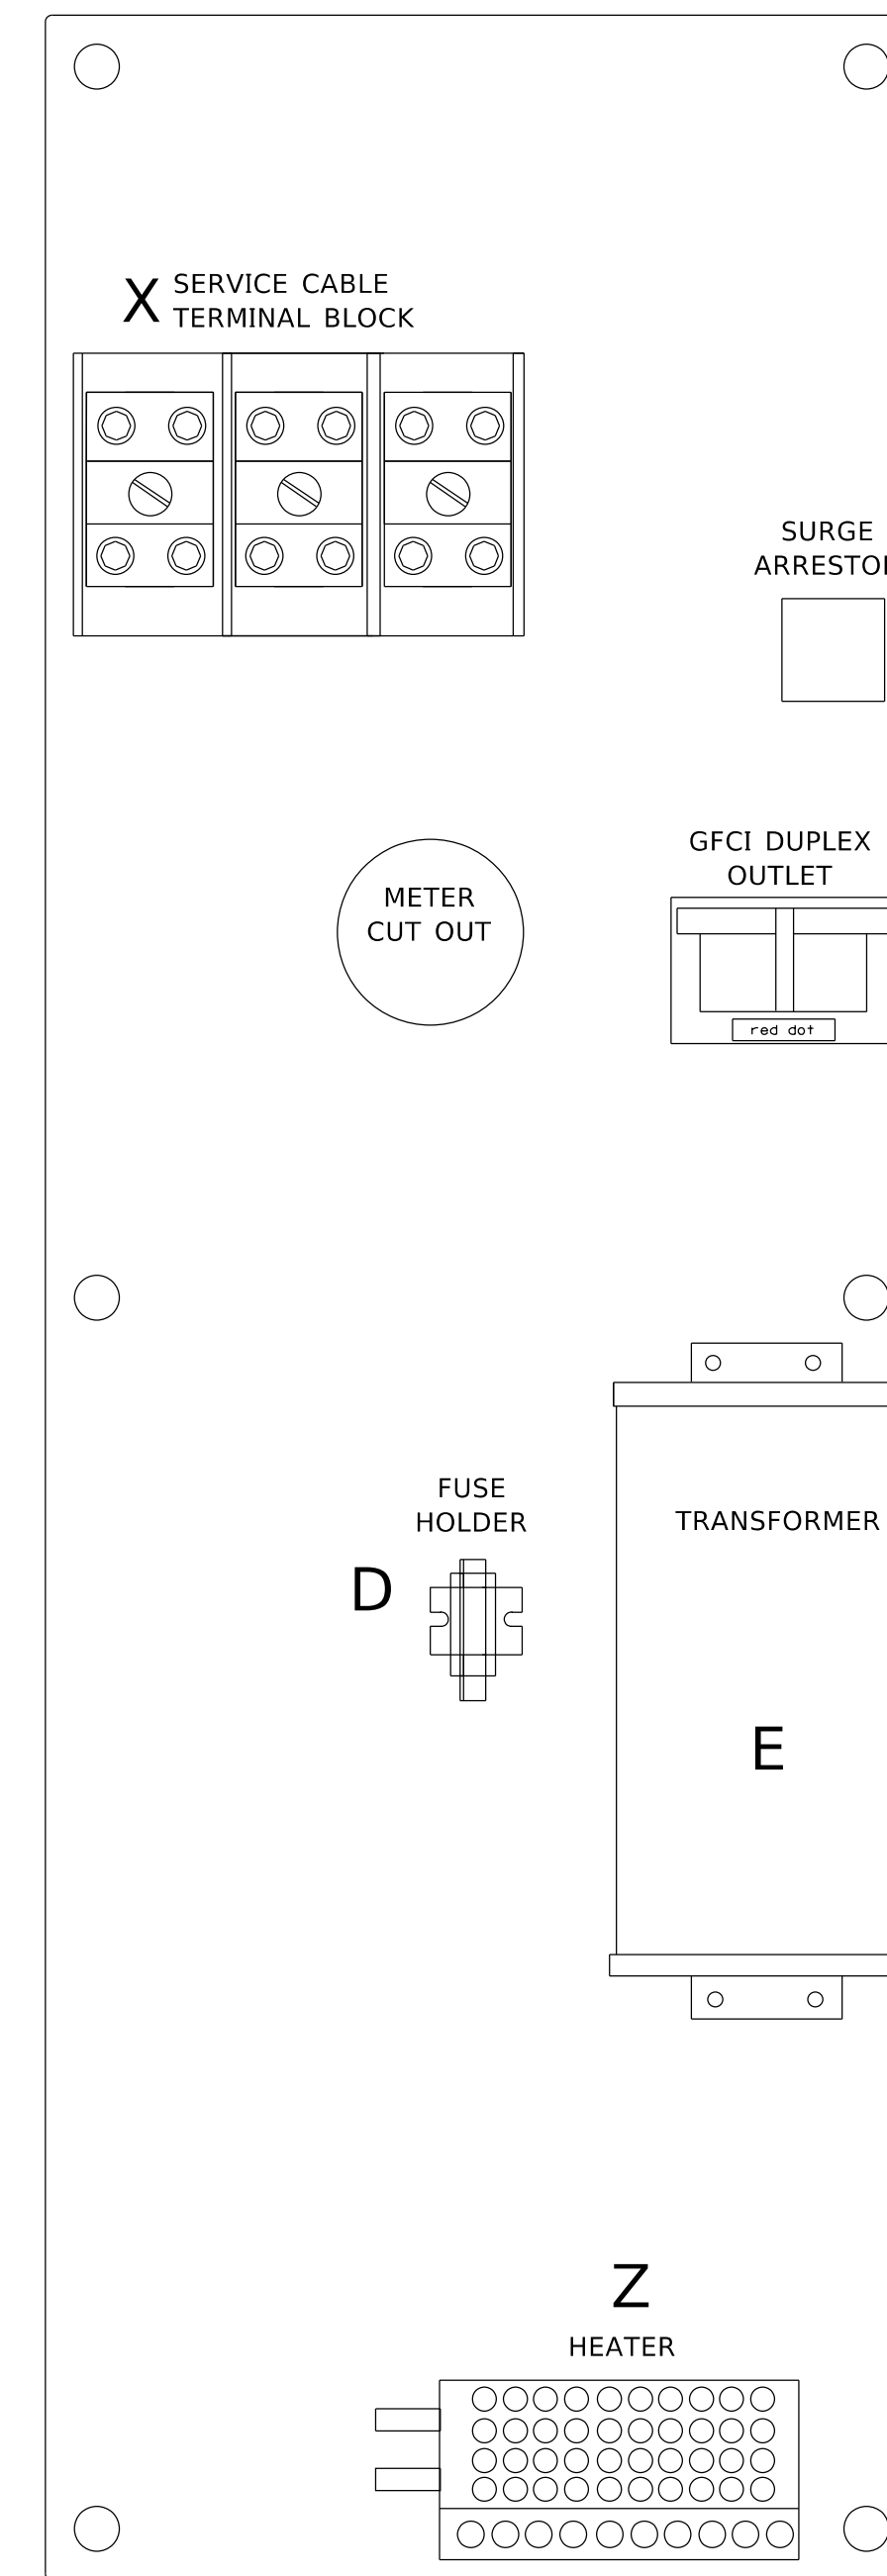 X SERVICE CABLE
TERMINAL BLOCK
SURGE
METER
CUT OUT
GFCI DUPLEX
OUTLET
red dot
FUSE
HOLDER
D
TRANSFORMER
E
Z
HEATER